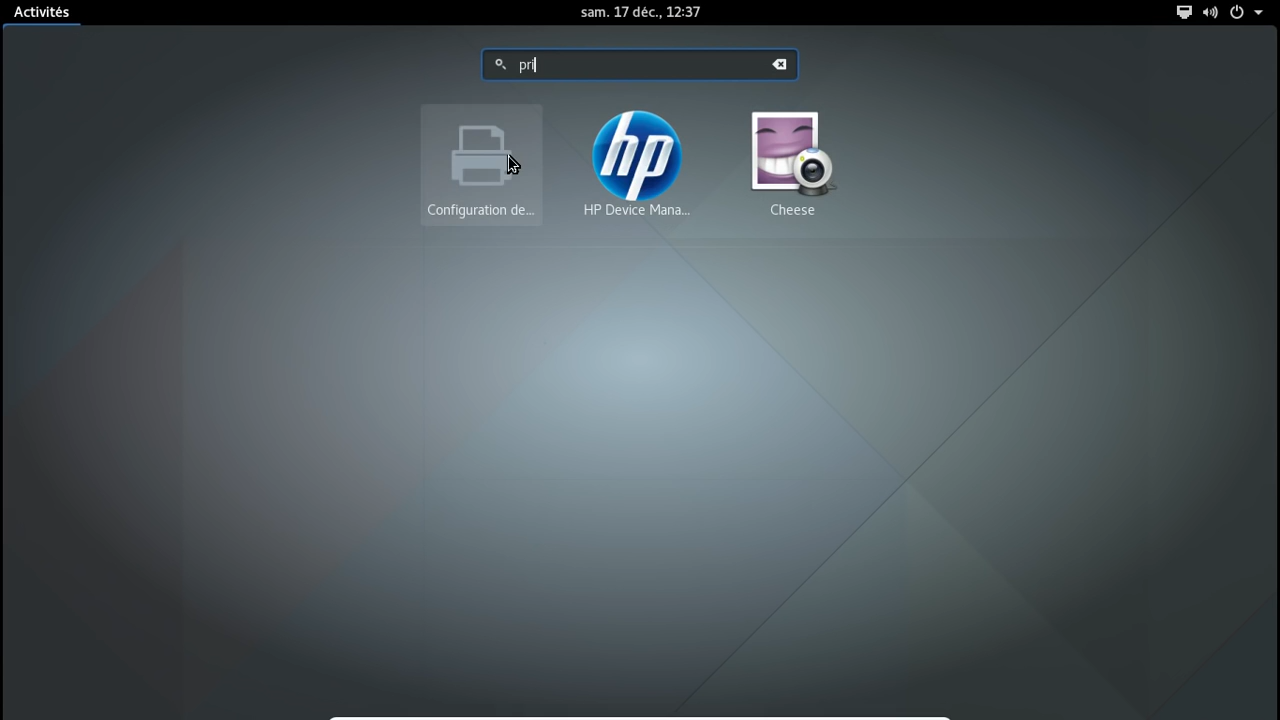 Activités
sam. 17 déc., 12:37
pri
hp
Configuration de...
HP Device Mana...
Cheese